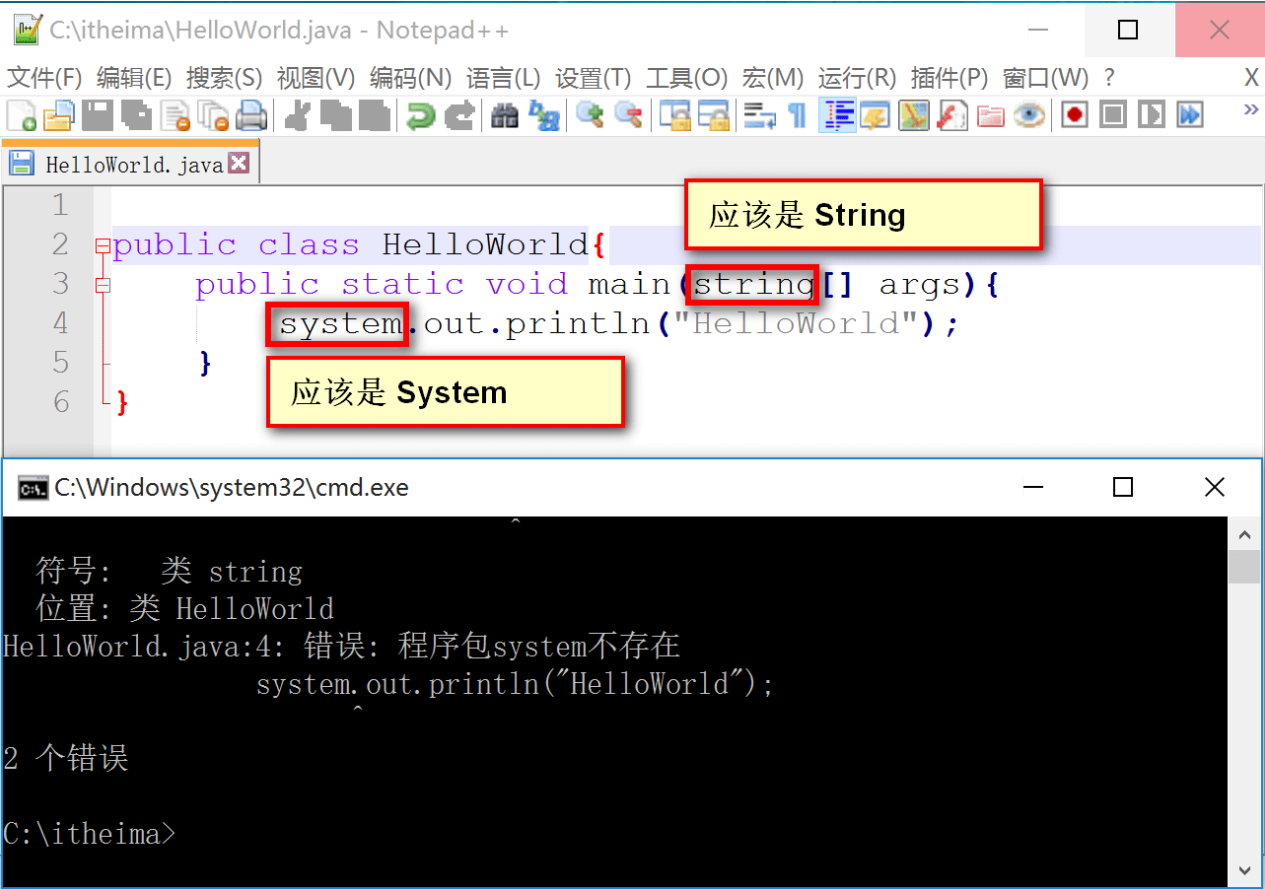 C:\itheima\HelloWorld.java - Notepad++
文件(F) 编辑(E) 搜索(S) 视图(V) 编码(N) 语言(L) 设置(T) 工具(O) 宏(M) 运行(R) 插件(P) 窗口(W) ? X
HelloWorld.java
1
应该是 String
2 public class HelloWorld{
3 public static void main(string[] args){
4 system.out.println("HelloWorld");
5 }
应该是 System
6 }
C:\Windows\system32\cmd.exe
^
符号: 类 string
位置: 类 HelloWorld
HelloWorld.java:4: 错误: 程序包system不存在
system.out.println("HelloWorld");
^
2 个错误
C:\itheima>